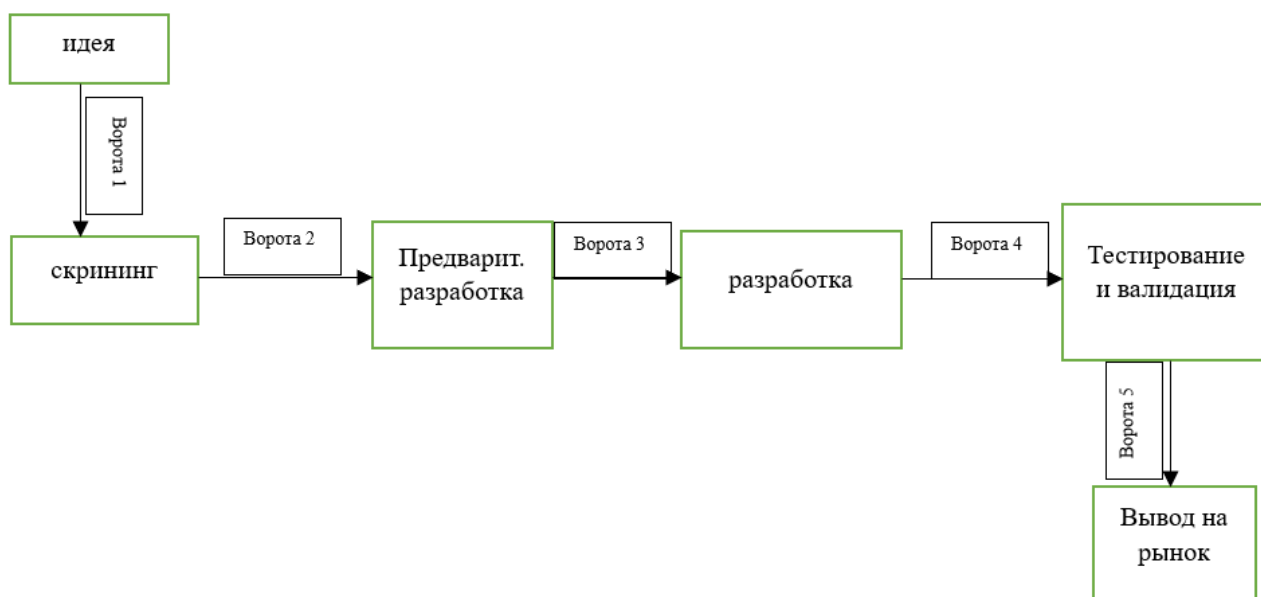 идея
Ворота 1
скрининг
Ворота 2
Предварит.
разработка
Ворота 3
разработка
Ворота 4
Тестирование
и валидация
Ворота 5
Вывод на
рынок